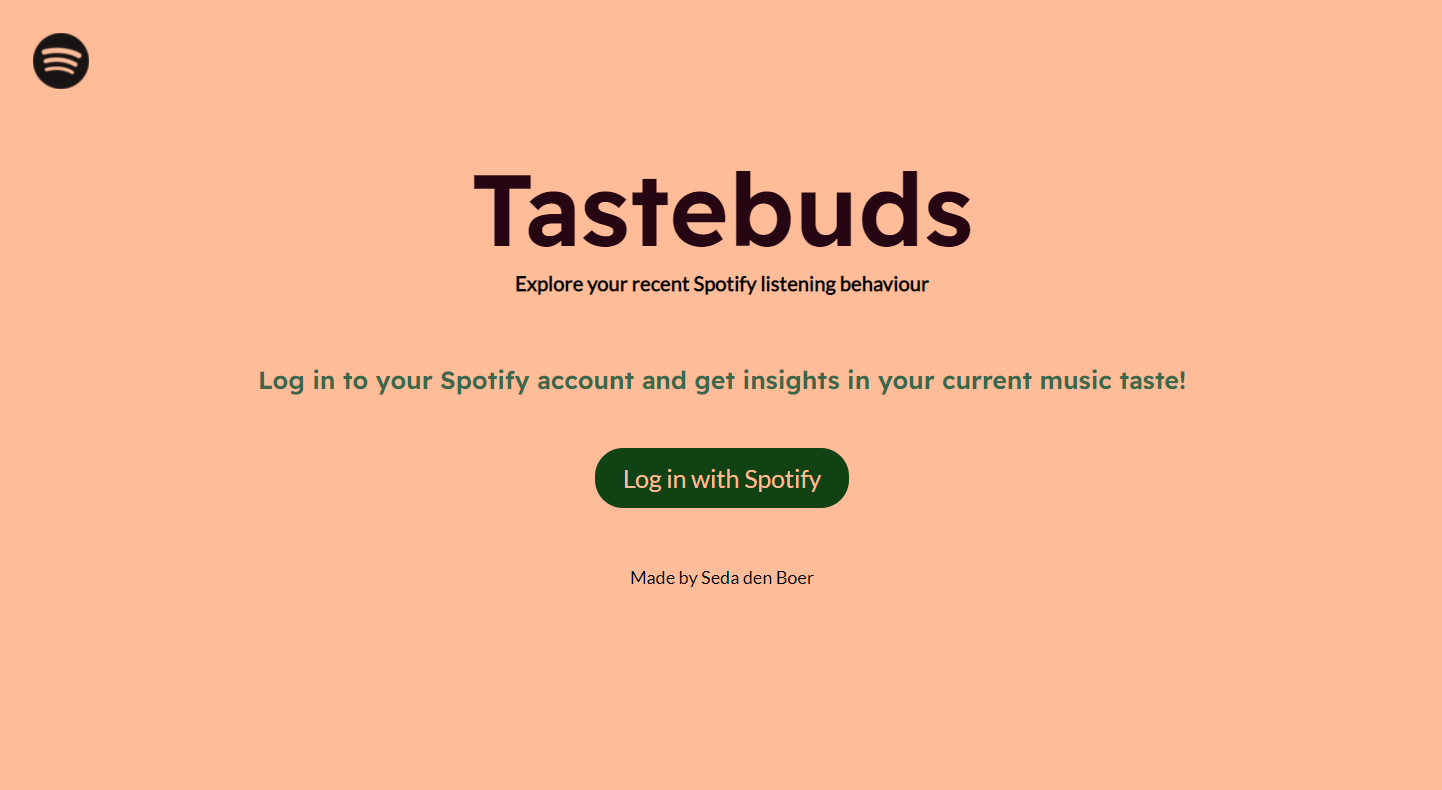 Tastebuds
Explore your recent Spotify listening behaviour
Log in to your Spotify account and get insights in your current music taste!
Log in with Spotify
Made by Seda den Boer